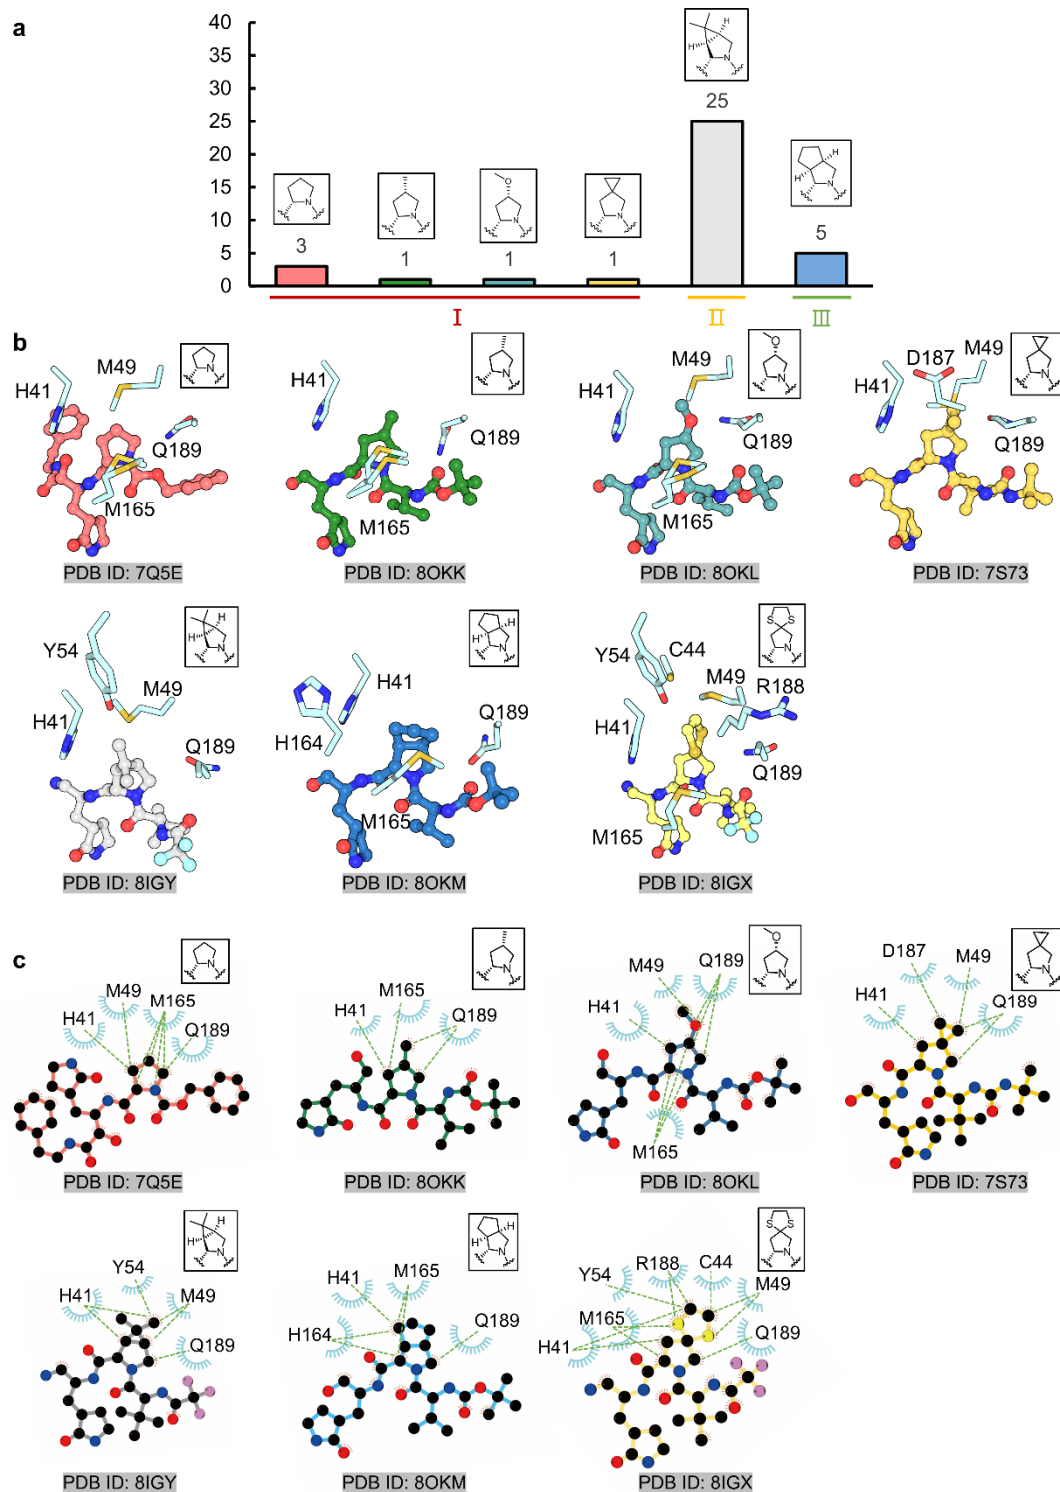 a
40
35
30
25
20
15
10
5
0
3
1
1
1
25
5
N
N
O
N
N
H
H
N
H
H
N
I
II
III
b
H41
M49
Q189
M165
N
PDB ID: 7Q5E
H41
Q189
M165
N
PDB ID: 8OKK
M49
H41
Q189
M165
O
N
PDB ID: 8OKL
D187
M49
H41
Q189
N
PDB ID: 7S73
Y54
M49
H41
Q189
H
H
N
PDB ID: 8IGY
H41
H164
Q189
M165
H
H
N
PDB ID: 8OKM
Y54
C44
M49
R188
H41
Q189
M165
S
S
N
PDB ID: 8IGX
c
M49
M165
H41
Q189
N
PDB ID: 7Q5E
M165
H41
Q189
N
PDB ID: 8OKK
M49
Q189
H41
M165
O
N
PDB ID: 8OKL
D187
M49
H41
Q189
N
PDB ID: 7S73
Y54
H41
M49
Q189
H
H
N
PDB ID: 8IGY
H41
M165
H164
Q189
H
H
N
PDB ID: 8OKM
R188
C44
Y54
M49
M165
H41
Q189
S
S
N
PDB ID: 8IGX